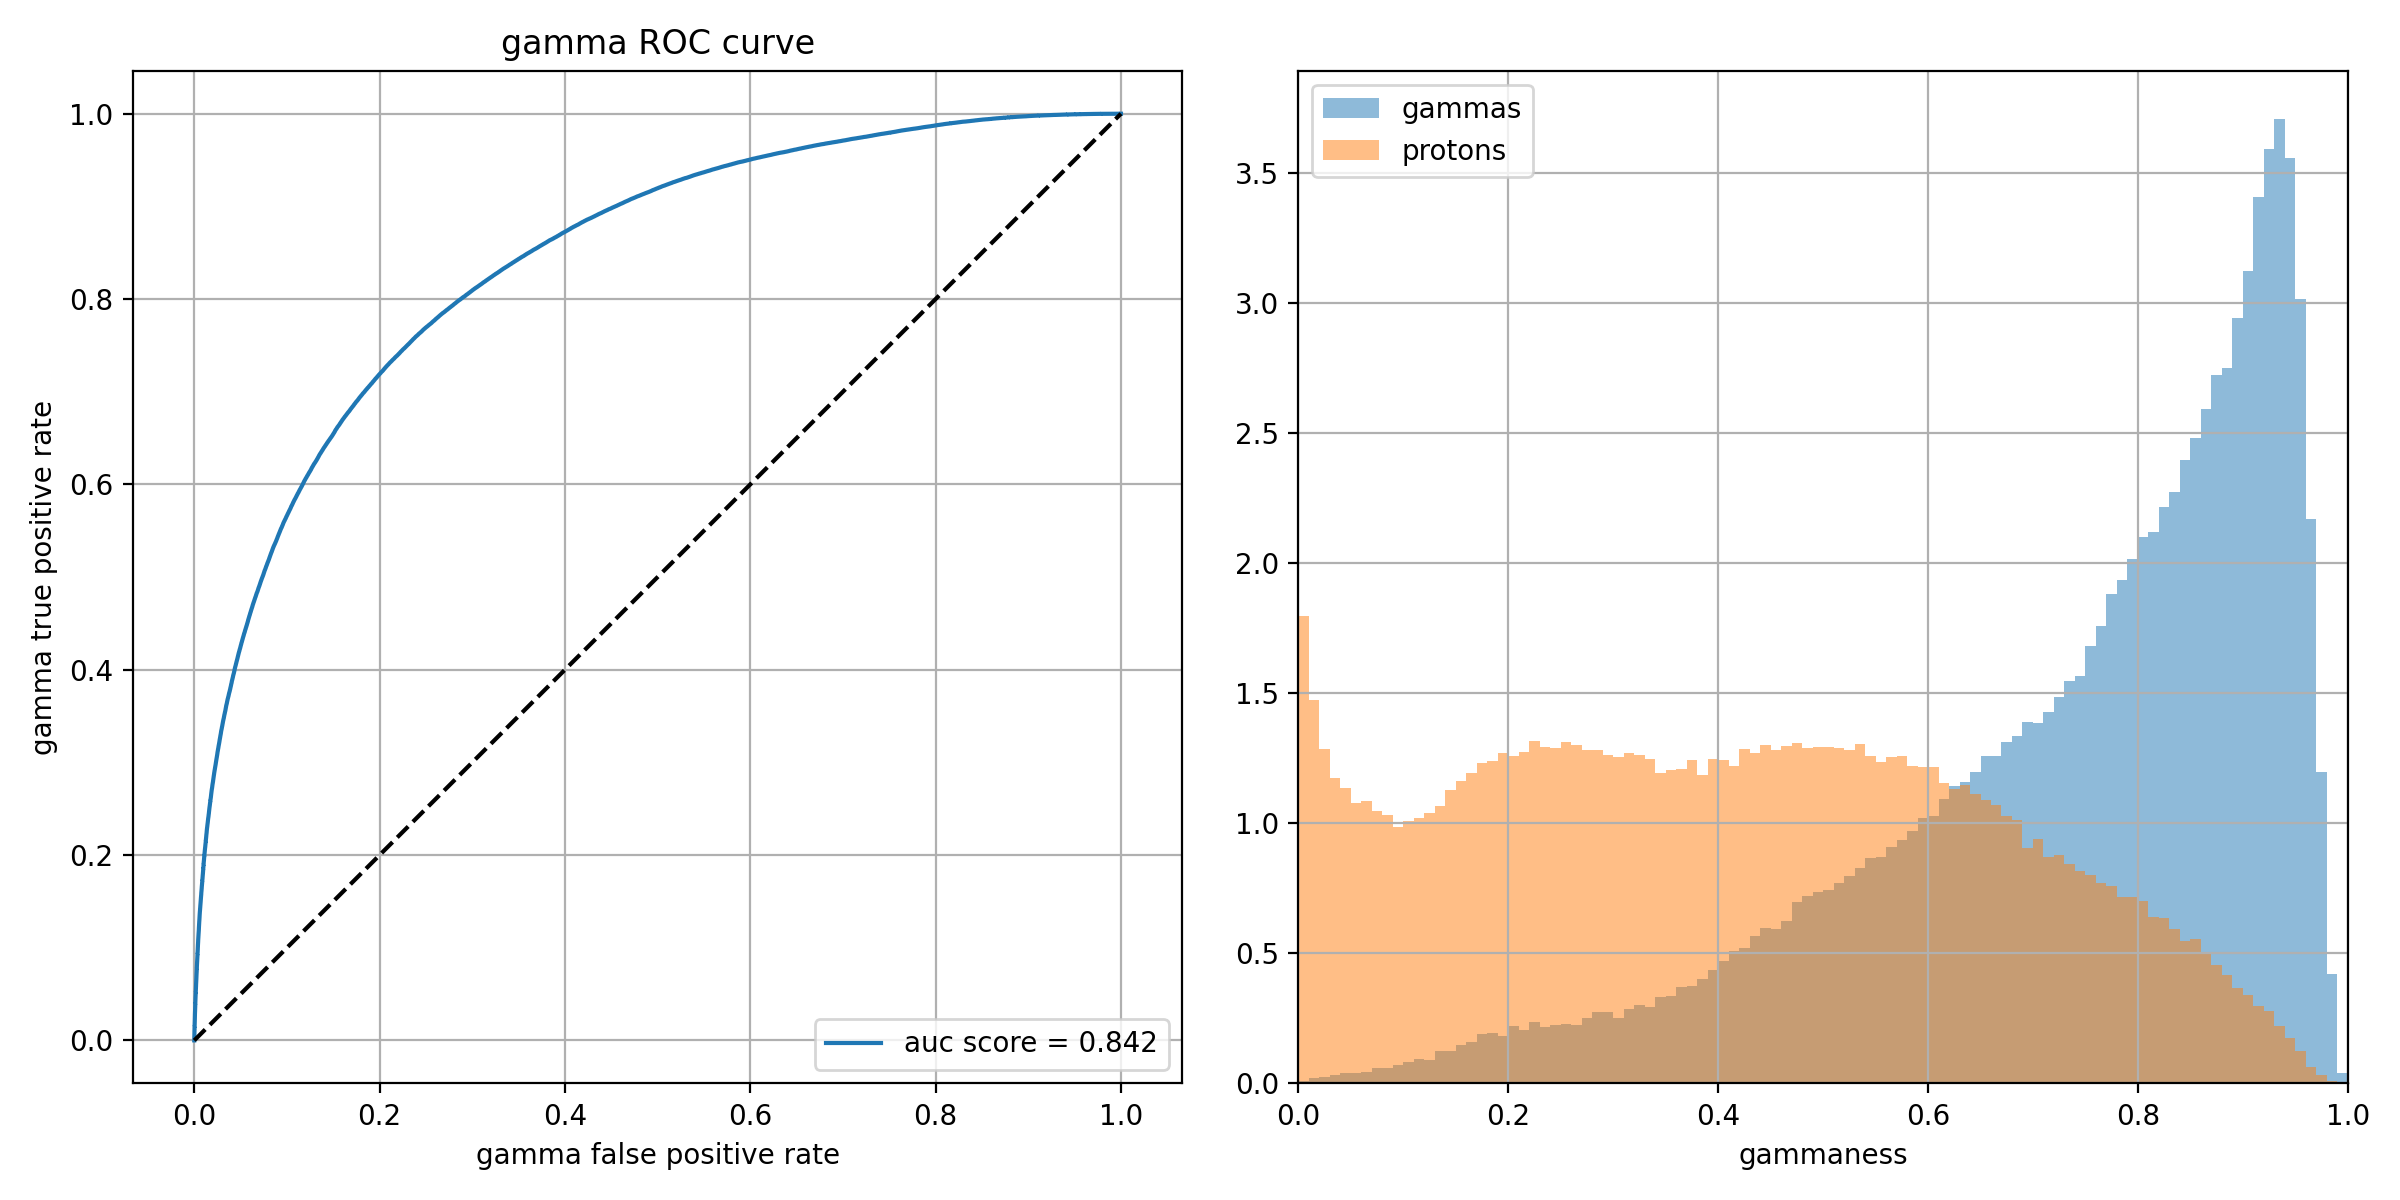 gamma ROC curve
gamma true positive rate
1.0
0.8
0.6
0.4
0.2
0.0
auc score = 0.842
0.0 0.2 0.4 0.6 0.8 1.0
gamma false positive rate
gammas
protons
3.5
3.0
2.5
2.0
1.5
1.0
0.5
0.0
0.0 0.2 0.4 0.6 0.8 1.0
gammaness